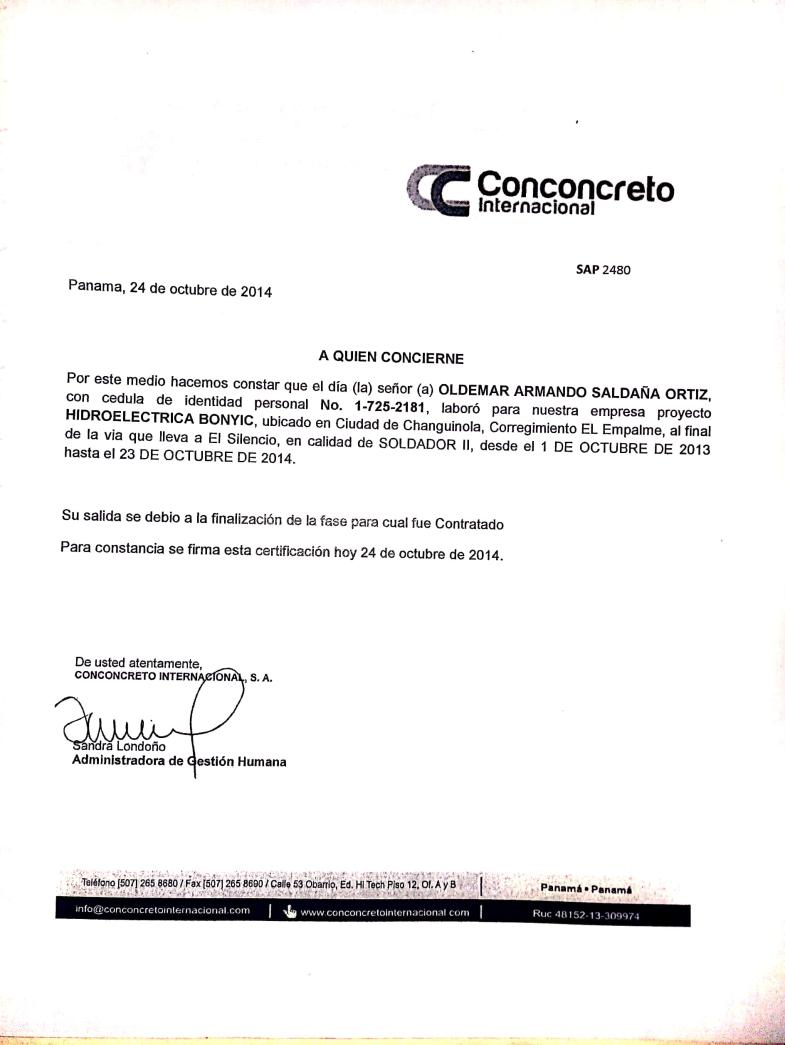 Conconcreto
Internacional
SAP 2480
Panama, 24 de octubre de 2014
A QUIEN CONCIERNE
Por este medio hacemos constar que el día (la) señor (a) OLDEMAR ARMANDO SALDAÑA ORTIZ,
con cedula de identidad personal No. 1-725-2181, laboró para nuestra empresa proyecto
HIDROELECTRICA BONYIC, ubicado en Ciudad de Changuinola, Corregimiento EL Empalme, al final
de la via que lleva a El Silencio, en calidad de SOLDADOR II, desde el 1 DE OCTUBRE DE 2013
hasta el 23 DE OCTUBRE DE 2014.
Su salida se debio a la finalización de la fase para cual fue Contratado
Para constancia se firma esta certificación hoy 24 de octubre de 2014.
De usted atentamente,
CONCONCRETO INTERNACIONAL, S. A.
Sandra Londoño
Administradora de Gestión Humana
Teléfono [507] 265 8680 / Fax [507] 265 8690 / Calle 53 Obarrio, Ed. Hi Tech Piso 12, Of. A y B
Panamá • Panamá
info@conconcretointernacional.com | www.conconcretointernacional.com | Ruc 48152-13-309974